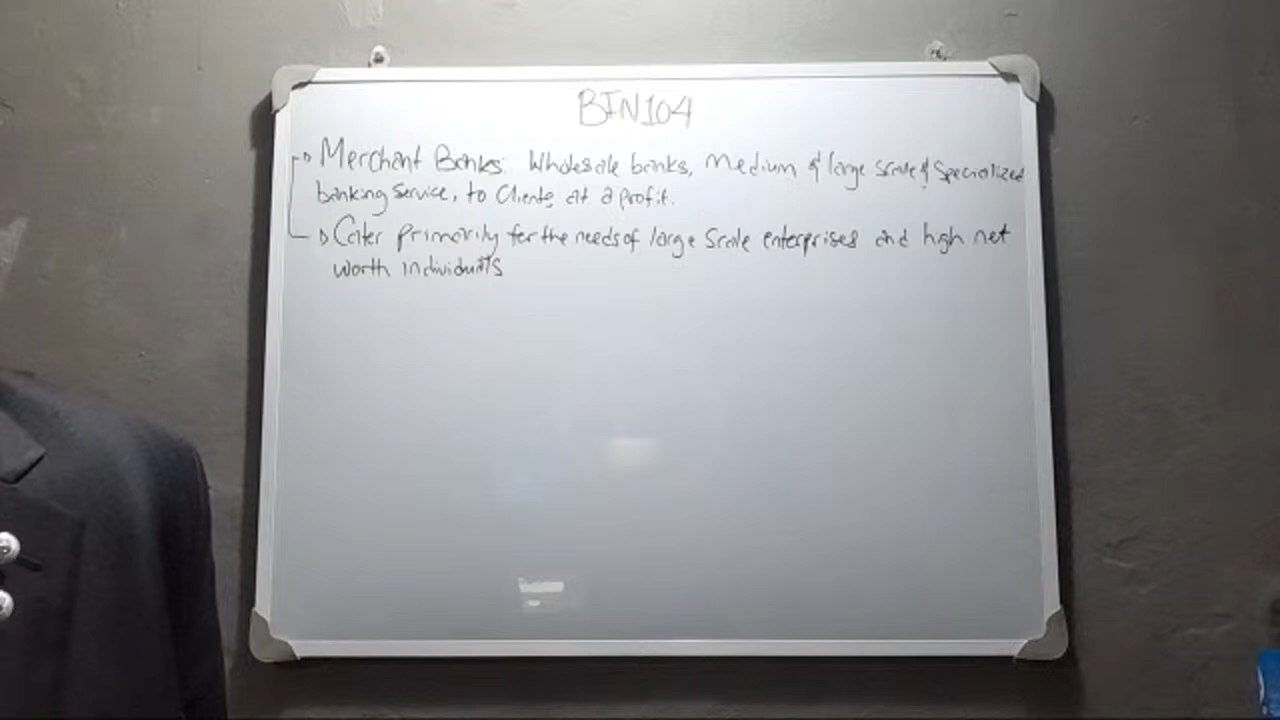 BFN104
Merchant Banks: Wholesale banks, Medium & large scale & Specialized
banking Service, to Clients at a profit.
Cater primarily for the needs of large Scale enterprises and high net
worth individuals